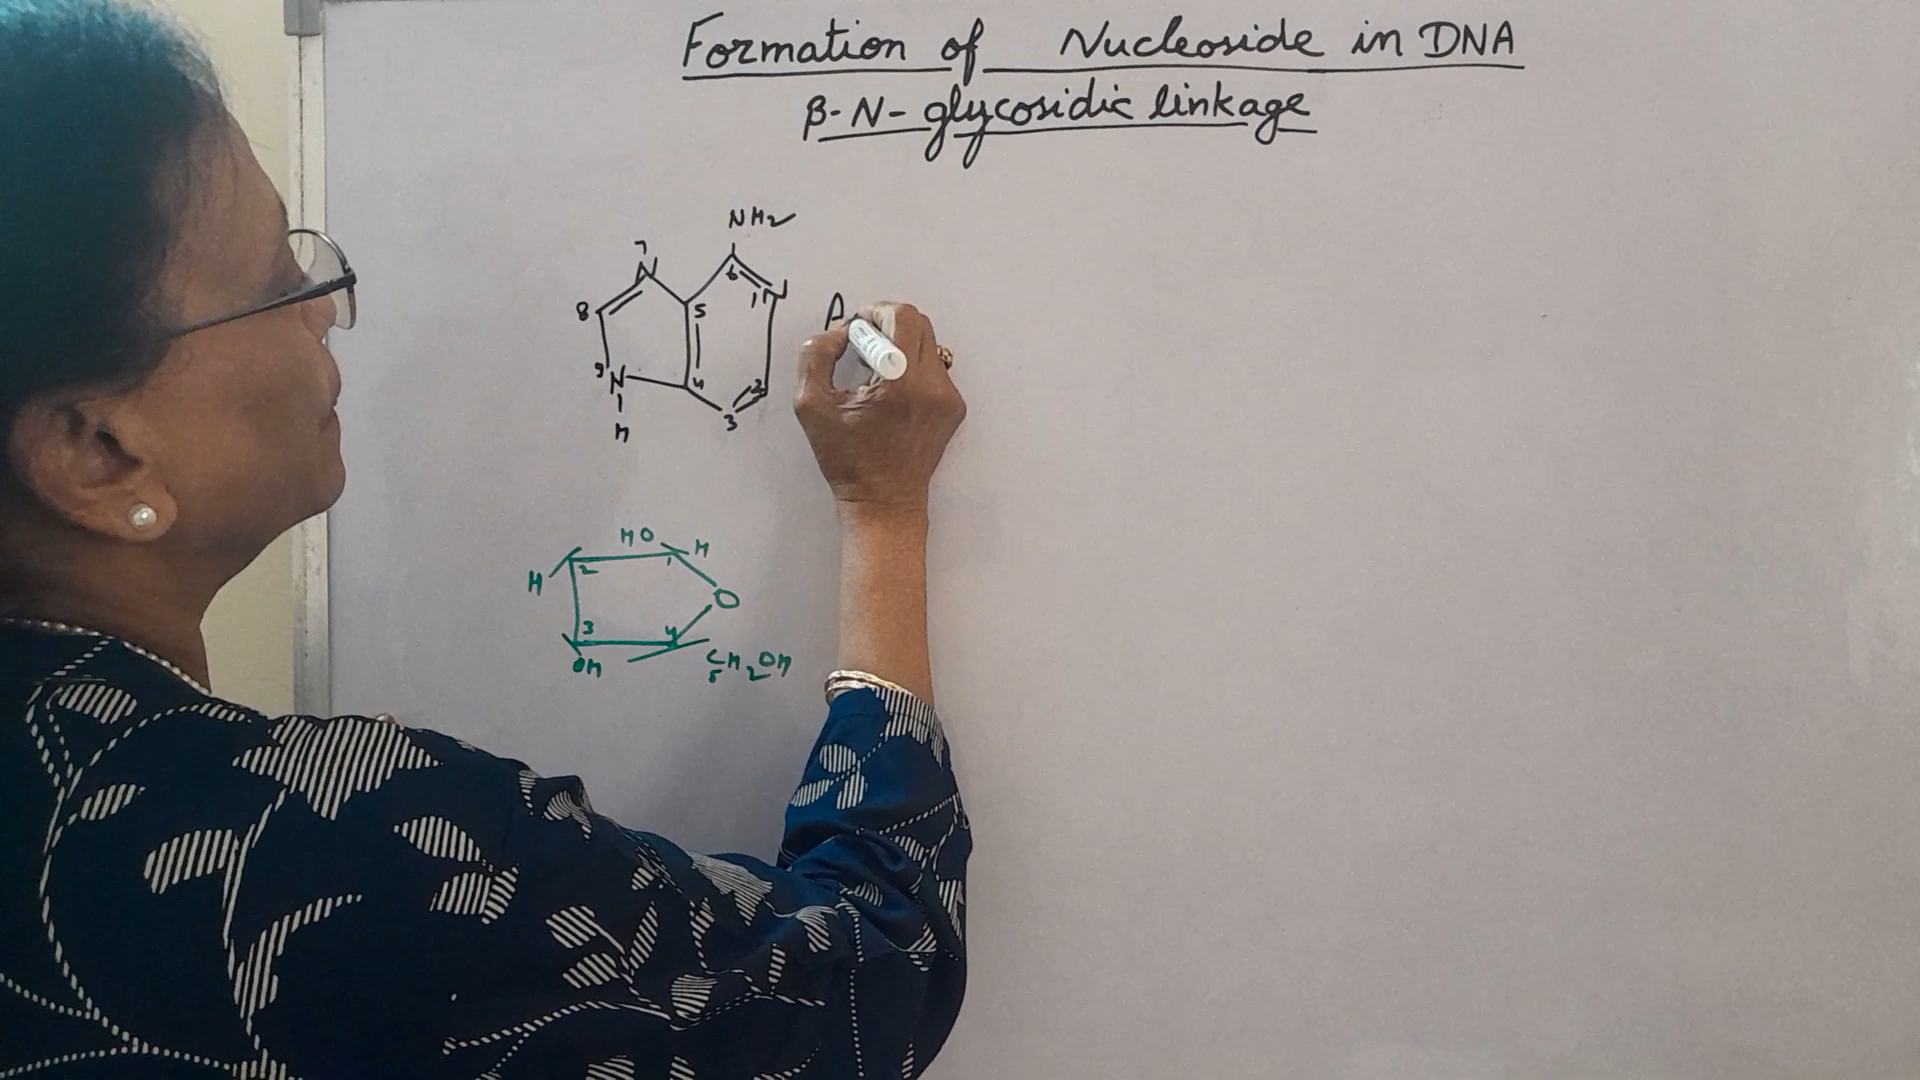 Formation of Nucleoside in DNA
β-N-glycosidic linkage
NH2
7
N
6
8
5
1N
9
N
4
2
3
H
A
HO
H
2
1
H
O
3
4
OH
CH2OH
5